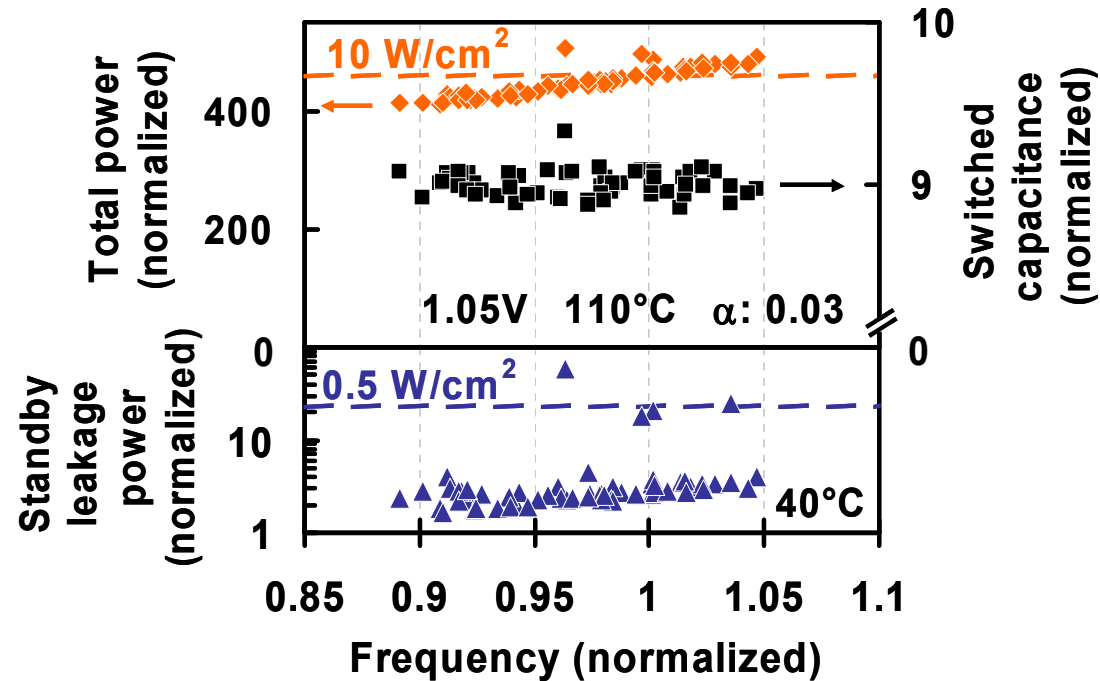 Total power
(normalized)
400
200
0
10 W/cm²
1.05V 110°C α: 0.03
10
9
0
Switched
capacitance
(normalized)
Standby
leakage
power
(normalized)
10
1
0.5 W/cm²
40°C
0.85 0.9 0.95 1 1.05 1.1
Frequency (normalized)